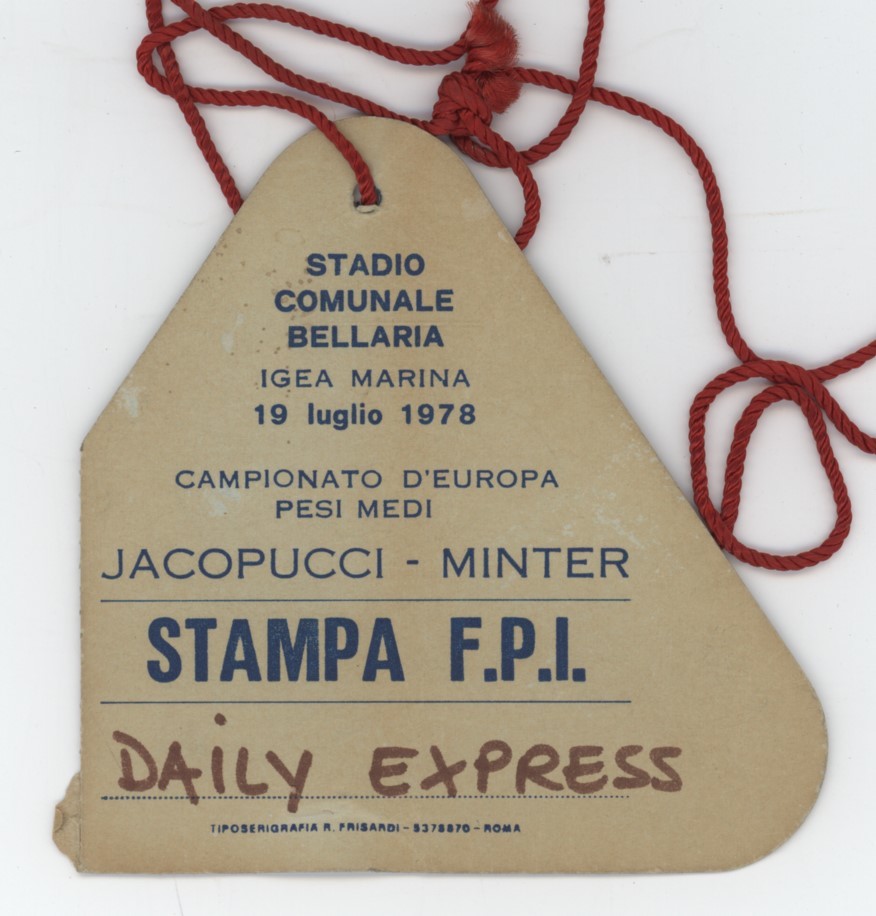 STADIO
COMUNALE
BELLARIA
IGEA MARINA
19 luglio 1978
CAMPIONATO D'EUROPA
PESI MEDI
JACOPUCCI - MINTER
STAMPA F.P.I.
DAiLY EXPRESS
TIPOSERIGRAFIA R. FRISARDI - 5378870 - ROMA